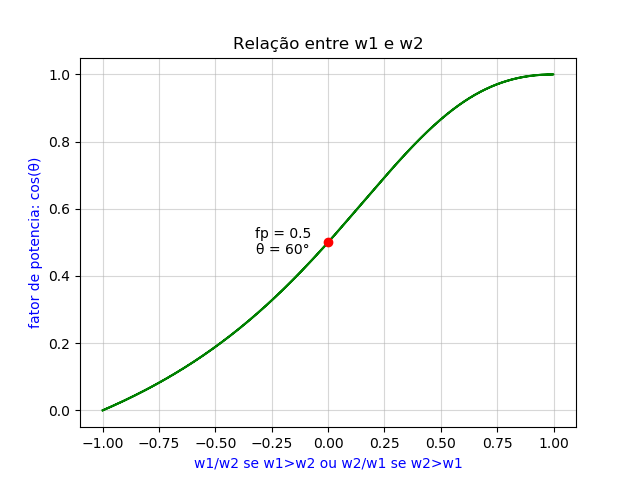 Relação entre w1 e w2
fator de potencia: cos(θ)
1.0
0.8
0.6
0.4
0.2
0.0
fp = 0.5
θ = 60°
−1.00 −0.75 −0.50 −0.25 0.00 0.25 0.50 0.75 1.00
w1/w2 se w1>w2 ou w2/w1 se w2>w1